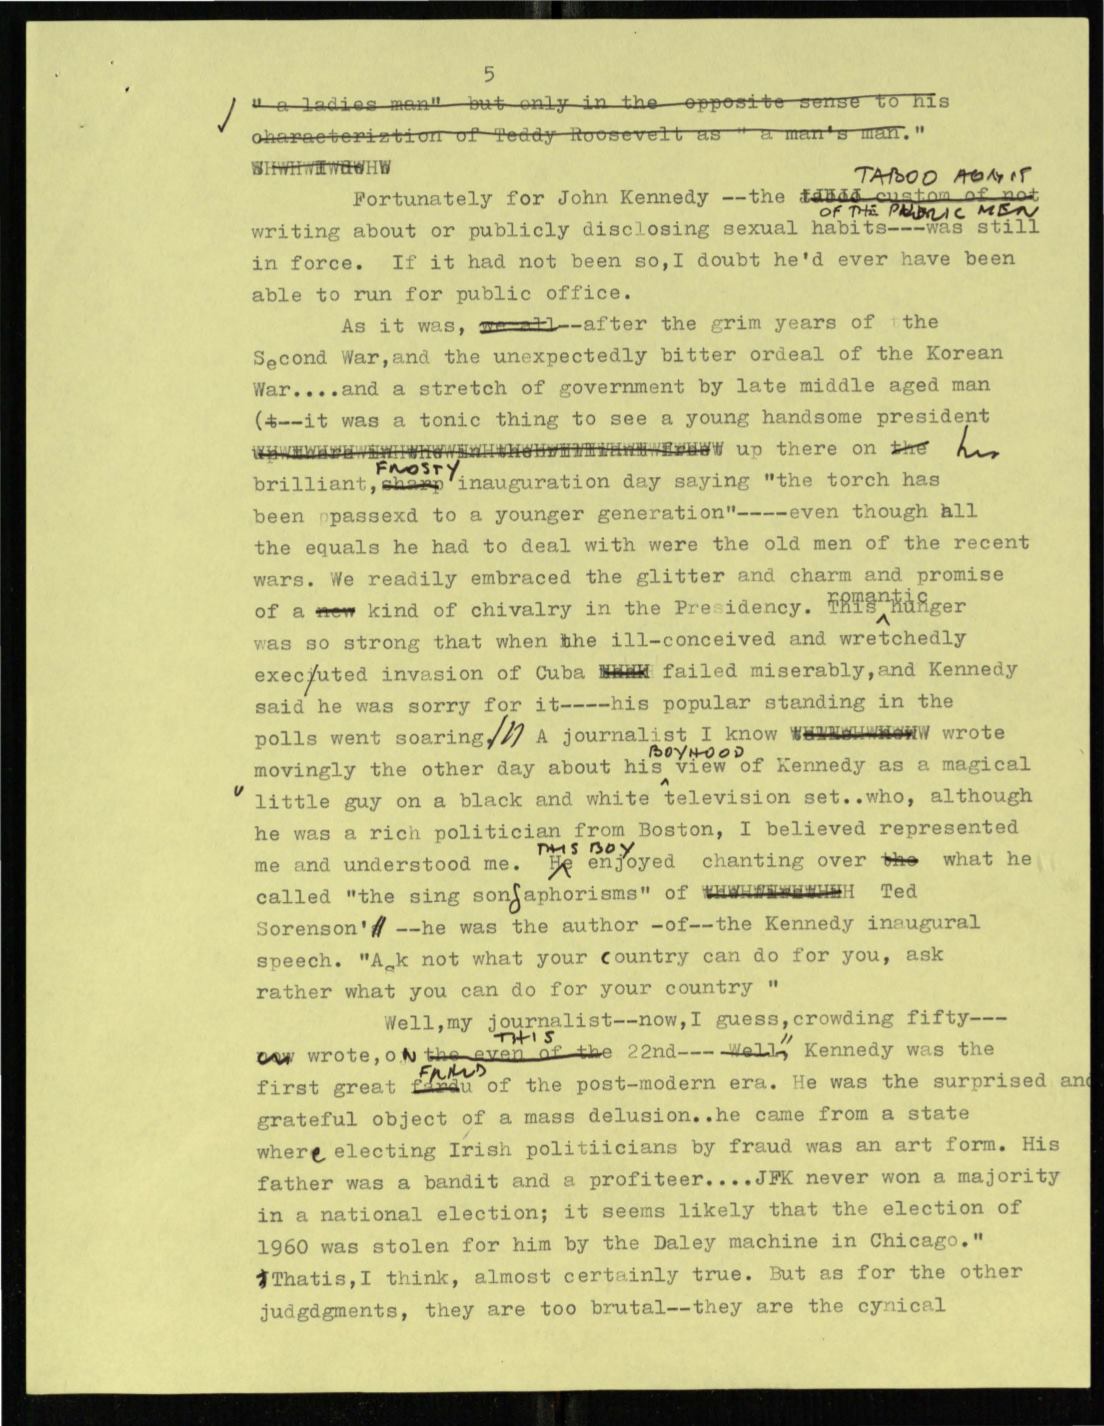 5
" a ladies man" but only in the opposite sense to his
characteriztion of Teddy Roosevelt as " a man's man."
TABOO AGNST
Fortunately for John Kennedy --the taboo custom of not
OF THE PUBLIC MEN
writing about or publicly disclosing sexual habits---was still
in force. If it had not been so,I doubt he'd ever have been
able to run for public office.
As it was, we all--after the grim years of the
Second War,and the unexpectedly bitter ordeal of the Korean
War....and a stretch of government by late middle aged man
(t--it was a tonic thing to see a young handsome president
up there on the his
FROSTY
brilliant,sharp inauguration day saying "the torch has
been passexd to a younger generation"----even though all
the equals he had to deal with were the old men of the recent
wars. We readily embraced the glitter and charm and promise
romantic
of a new kind of chivalry in the Presidency. This hunger
was so strong that when the ill-conceived and wretchedly
execiuted invasion of Cuba failed miserably,and Kennedy
said he was sorry for it----his popular standing in the
polls went soaring. A journalist I know wrote
BOYHOOD
movingly the other day about his view of Kennedy as a magical
" little guy on a black and white television set..who, although
he was a rich politician from Boston, I believed represented
THIS BOY
me and understood me. He enjoyed chanting over the what he
called "the sing song aphorisms" of Ted
Sorenson' --he was the author -of--the Kennedy inaugural
speech. "Ask not what your country can do for you, ask
rather what you can do for your country "
Well,my journalist--now,I guess,crowding fifty---
THIS
wrote,oN the even of the 22nd--- Well," Kennedy was the
FRAUD
first great fardu of the post-modern era. He was the surprised and
grateful object of a mass delusion..he came from a state
where electing Irish politiicians by fraud was an art form. His
father was a bandit and a profiteer....JFK never won a majority
in a national election; it seems likely that the election of
1960 was stolen for him by the Daley machine in Chicago."
Thatis,I think, almost certainly true. But as for the other
judgdgments, they are too brutal--they are the cynical